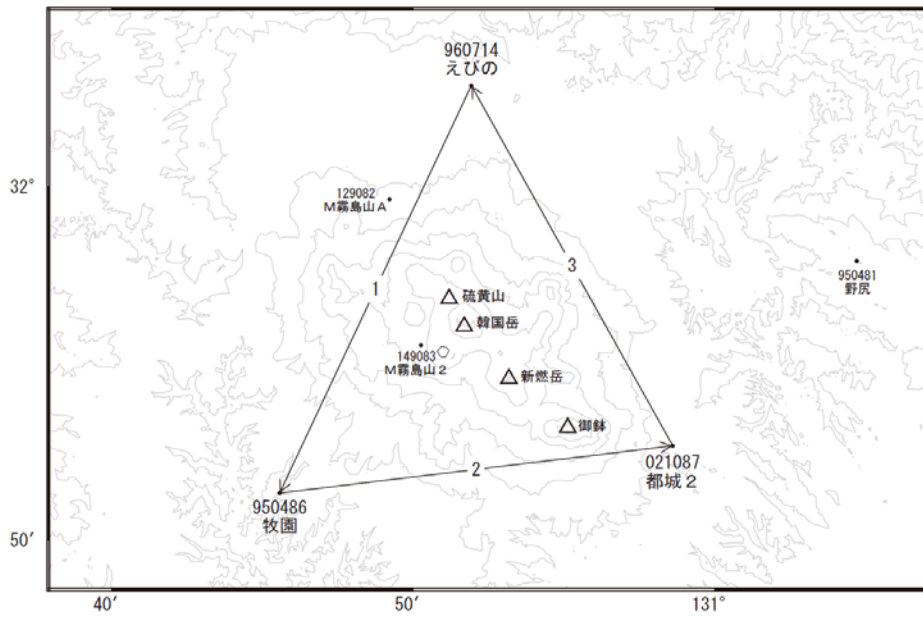 960714
えびの
32°
129082
M霧島山A
3
950481
野尻
1
硫黄山
韓国岳
149083
M霧島山2
新燃岳
御鉢
2
021087
都城2
950486
牧園
50′
40′
50′
131°